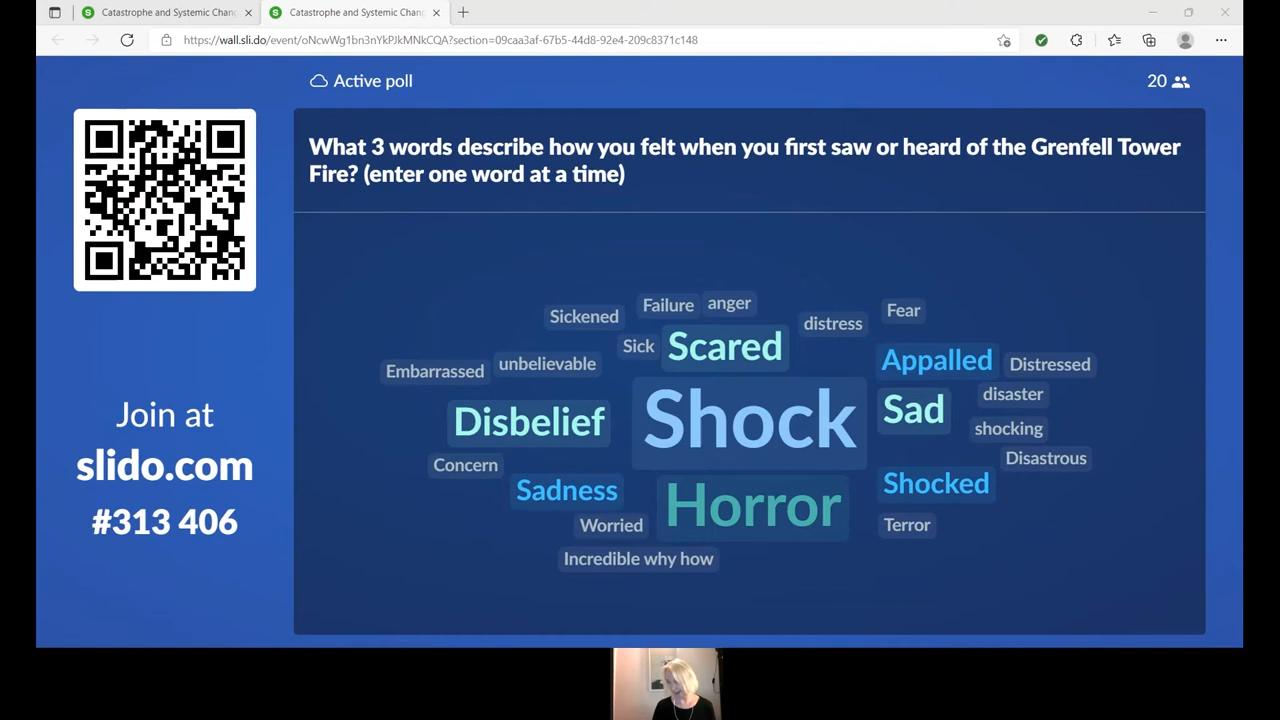 Catastrophe and Systemic Chang
Catastrophe and Systemic Chang
https://wall.sli.do/event/oNcwWg1bn3nYkPJkMNkCQA?section=09caa3af-67b5-44d8-92e4-209c8371c148
Active poll
20
What 3 words describe how you felt when you first saw or heard of the Grenfell Tower
Fire? (enter one word at a time)
Failure
anger
Fear
Sickened
distress
Sick
Scared
Appalled
Distressed
unbelievable
Embarrassed
disaster
Shock
Sad
Disbelief
shocking
Disastrous
Concern
Sadness
Shocked
Horror
Worried
Terror
Incredible why how
Join at
slido.com
#313 406